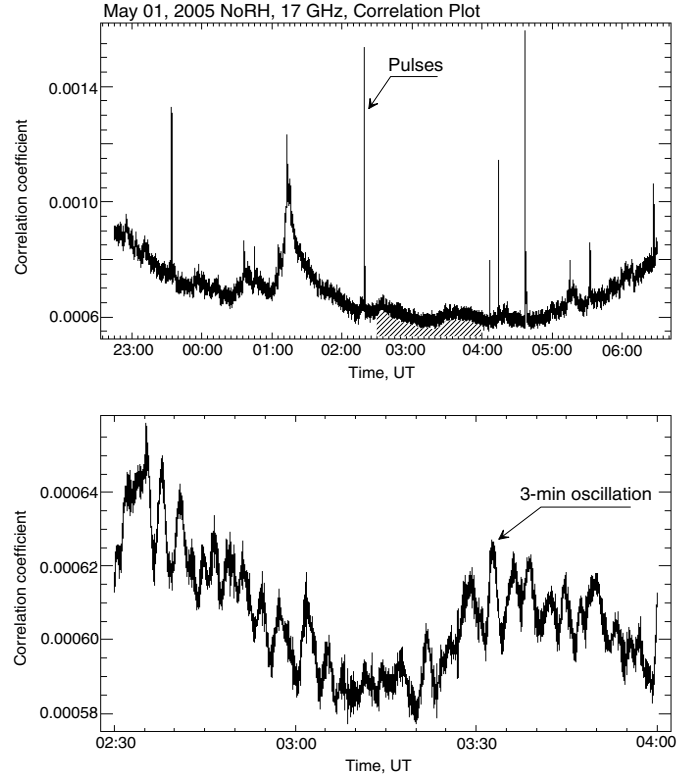 May 01, 2005 NoRH, 17 GHz, Correlation Plot
Pulses
0.0014
0.0010
0.0006
Correlation coefficient
23:00 00:00 01:00 02:00 03:00 04:00 05:00 06:00
Time, UT
3-min oscillation
0.00064
0.00062
0.00060
0.00058
Correlation coefficient
02:30 03:00 03:30 04:00
Time, UT